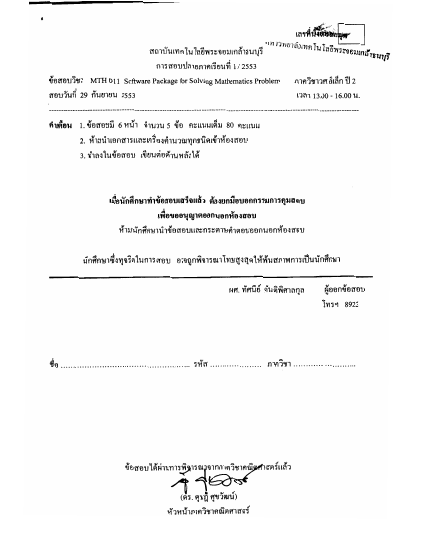 เลขที่นั่งสอบ
มหาวิทยาลัยเทคโนโลยีพระจอมเกล้าธนบุรี
สถาบันเทคโนโลยีพระจอมเกล้าธนบุรี
การสอบปลายภาคเรียนที่ 1/2553
ข้อสอบวิชา MTH 611 Software Package for Solving Mathematics Problem ภาควิชาวศ.อิเล็ก ปี 2
สอบวันที่ 29 กันยายน 2553 เวลา 13.00 - 16.00 น.
คำเตือน 1. ข้อสอบมี 6 หน้า จำนวน 5 ข้อ คะแนนเต็ม 80 คะแนน
2. ห้ามนำเอกสารและเครื่องคำนวณทุกชนิดเข้าห้องสอบ
3. ทำลงในข้อสอบ เขียนต่อด้านหลังได้
เมื่อนักศึกษาทำข้อสอบเสร็จแล้ว ต้องยกมือบอกกรรมการคุมสอบ
เพื่อขออนุญาตออกนอกห้องสอบ
ห้ามนักศึกษานำข้อสอบและกระดาษคำตอบออกนอกห้องสอบ
นักศึกษาซึ่งทุจริตในการสอบ อาจถูกพิจารณาโทษสูงสุดให้พ้นสภาพการเป็นนักศึกษา
ผศ. ทัศนีย์ ผู้ออกข้อสอบ
โทรฯ 8922
ชื่อ .......................................................... รหัส ...................... ภาควิชา ...........................
ข้อสอบได้ผ่านการพิจารณาจากภาควิชาคณิตศาสตร์แล้ว
(ดร. ดุษฎี ศุขวัฒน์)
หัวหน้าภาควิชาคณิตศาสตร์